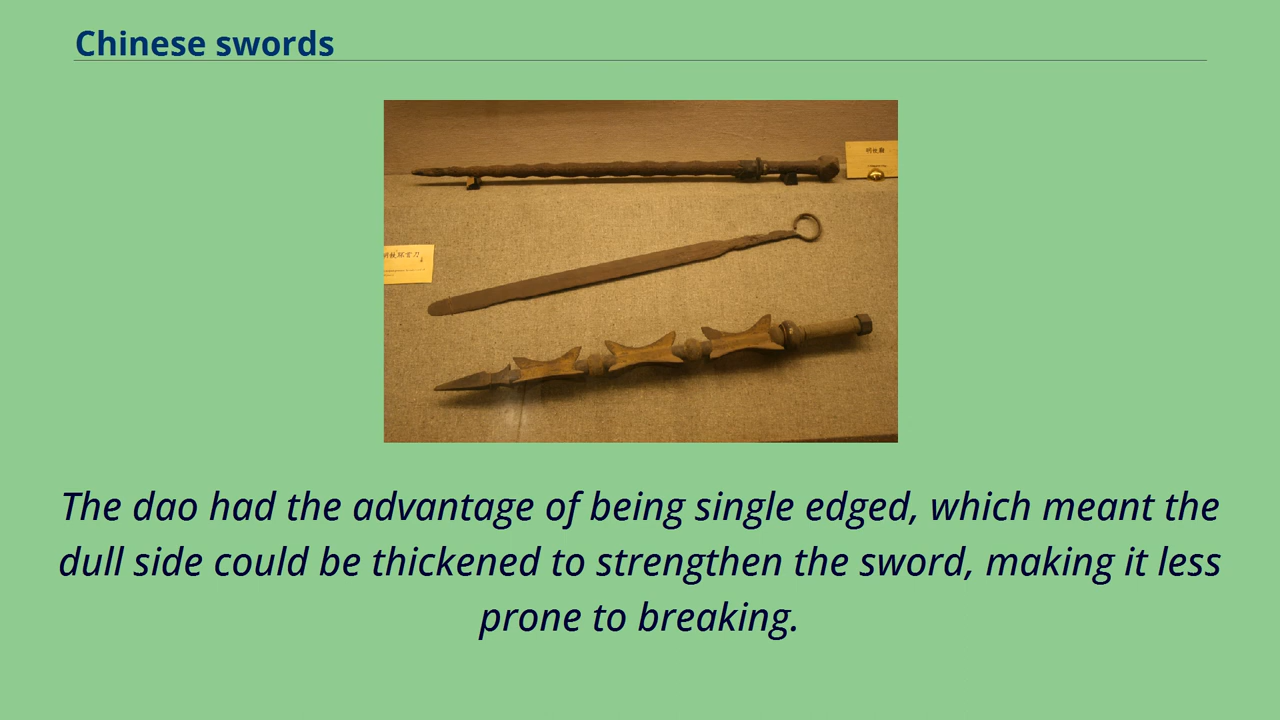 Chinese swords
The dao had the advantage of being single edged, which meant the
dull side could be thickened to strengthen the sword, making it less
prone to breaking.